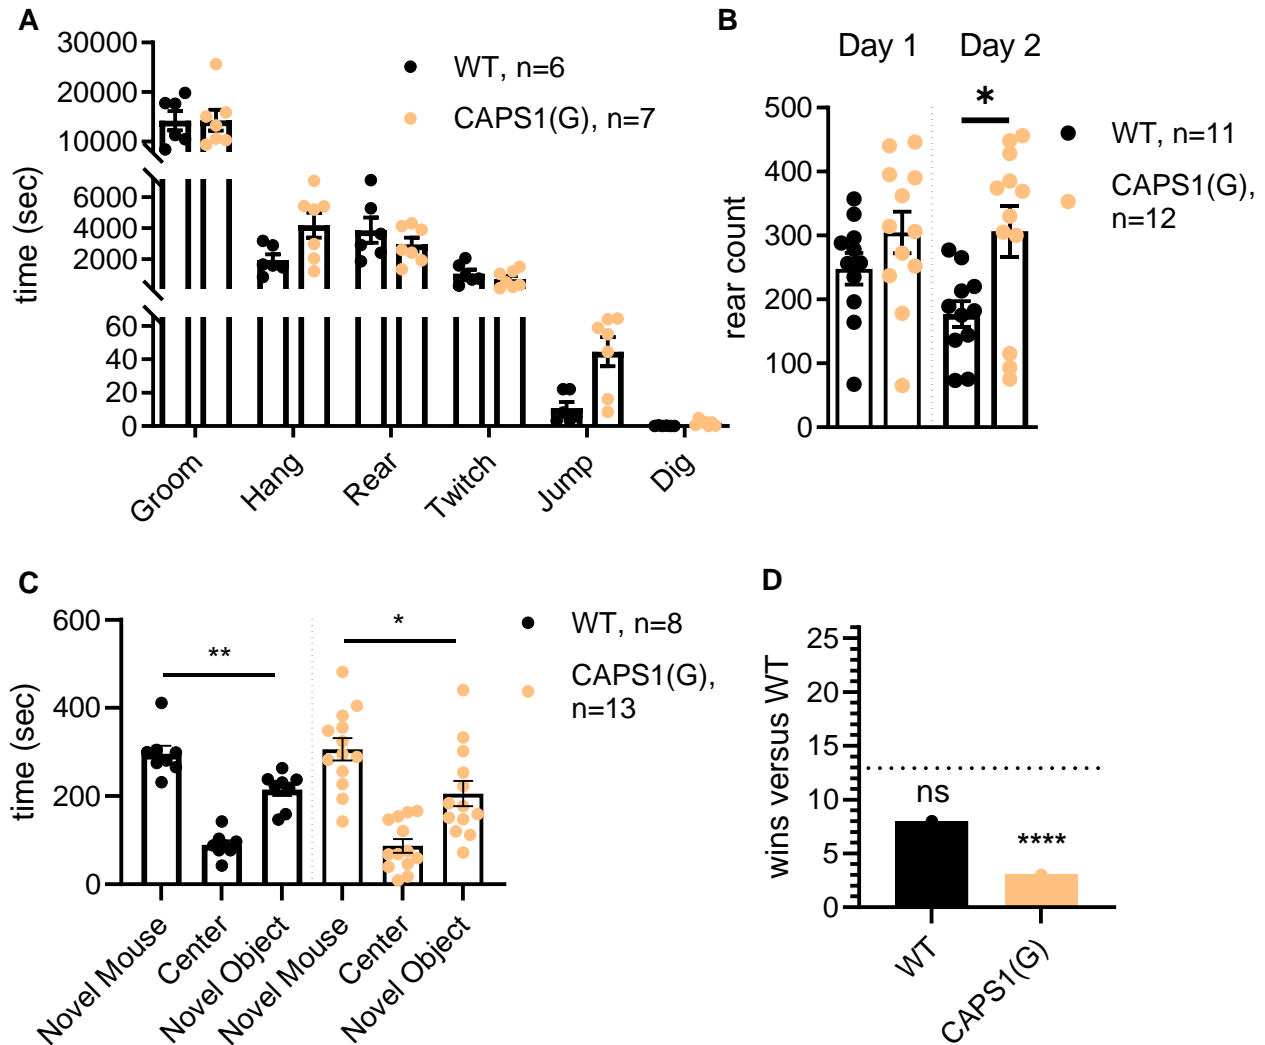 A
30000
20000
10000
6000
4000
2000
60
40
20
0
time (sec)
WT, n=6
CAPS1(G), n=7
Groom
Hang
Rear
Twitch
Jump
Dig
B
Day 1
Day 2
*
500
400
300
200
100
0
rear count
WT, n=11
CAPS1(G),
n=12
C
600
400
200
0
time (sec)
**
*
WT, n=8
CAPS1(G),
n=13
Novel Mouse
Center
Novel Object
Novel Mouse
Center
Novel Object
D
25
20
15
10
5
0
wins versus WT
ns
****
WT
CAPS1(G)